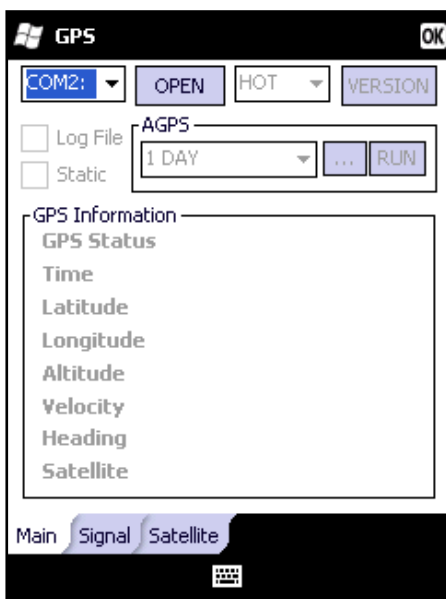 GPS OK
COM2: OPEN HOT VERSION
Log File
Static
AGPS
1 DAY ... RUN
GPS Information
GPS Status
Time
Latitude
Longitude
Altitude
Velocity
Heading
Satellite
Main Signal Satellite